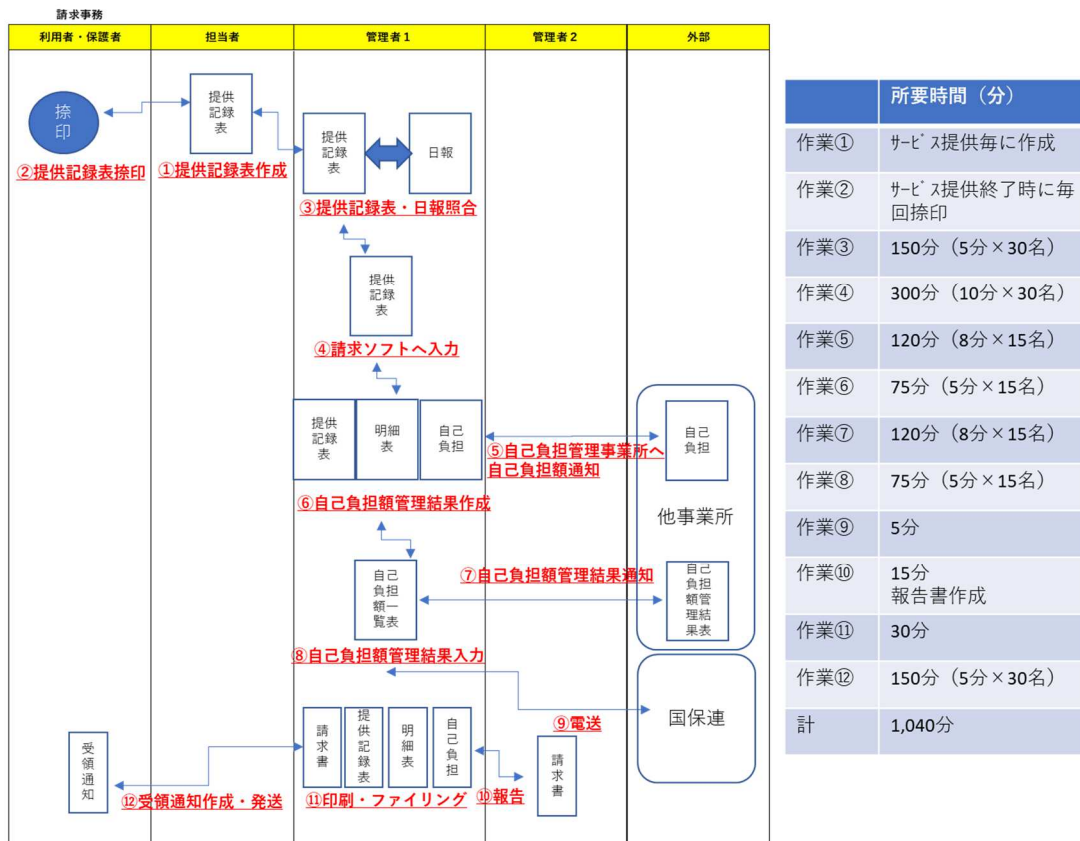 請求事務
利用者・保護者
担当者
管理者1
管理者2
外部
捺
印
②提供記録表捺印
提供
記録
表
①提供記録表作成
提供
記録
表
日報
③提供記録表・日報照合
提供
記録
表
④請求ソフトへ入力
提供
記録
表
明細
表
自己
負担
⑤自己負担管理事業所へ
自己負担額通知
自己
負担
⑥自己負担額管理結果作成
他事業所
自己
負担
額一
覧表
⑦自己負担額管理結果通知
自己
負担
額管
理結
果表
⑧自己負担額管理結果入力
国保連
⑨電送
受
領
通
知
請
求
書
提
供
記
録
表
明
細
表
自
己
負
担
請
求
書
⑫受領通知作成・発送
⑪印刷・ファイリング
⑩報告
所要時間（分）
作業① ｻｰﾋﾞｽ提供毎に作成
作業② ｻｰﾋﾞｽ提供終了時に毎
回捺印
作業③ 150分（5分×30名）
作業④ 300分（10分×30名）
作業⑤ 120分（8分×15名）
作業⑥ 75分（5分×15名）
作業⑦ 120分（8分×15名）
作業⑧ 75分（5分×15名）
作業⑨ 5分
作業⑩ 15分
報告書作成
作業⑪ 30分
作業⑫ 150分（5分×30名）
計 1,040分